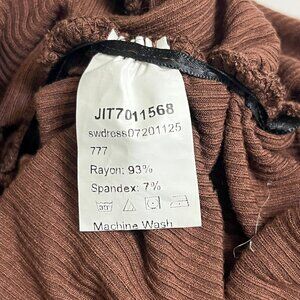 JIT7011568
swdress07201125
777
Rayon: 93%
Spandex: 7%
Machine Wash